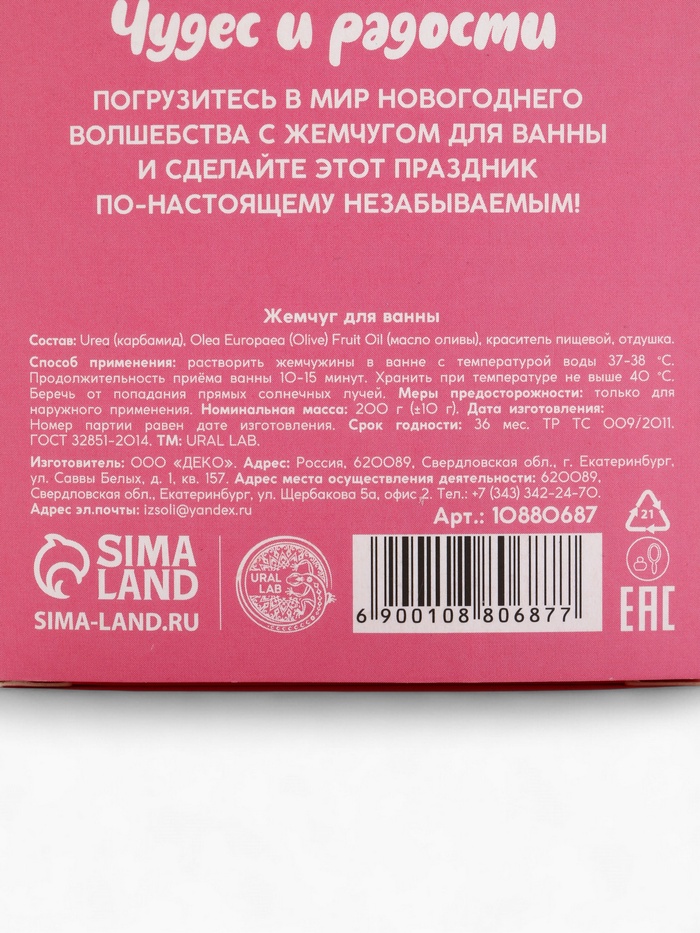 Чудес и радости
ПОГРУЗИТЕСЬ В МИР НОВОГОДНЕГО
ВОЛШЕБСТВА С ЖЕМЧУГОМ ДЛЯ ВАННЫ
И СДЕЛАЙТЕ ЭТОТ ПРАЗДНИК
ПО-НАСТОЯЩЕМУ НЕЗАБЫВАЕМЫМ!
Жемчуг для ванны
Состав: Urea (карбамид), Olea Europaea (Olive) Fruit Oil (масло оливы), краситель пищевой, отдушка.
Способ применения: растворить жемчужины в ванне с температурой воды 37-38 °С.
Продолжительность приёма ванны 10-15 минут. Хранить при температуре не выше 40 °С.
Беречь от попадания прямых солнечных лучей. Меры предосторожности: только для
наружного применения. Номинальная масса: 200 г (±10 г). Дата изготовления:
Номер партии равен дате изготовления. Срок годности: 36 мес. ТР ТС 009/2011.
ГОСТ 32851-2014. ТМ: URAL LAB.
Изготовитель: ООО «ДЕКО». Адрес: Россия, 620089, Свердловская обл., г. Екатеринбург,
ул. Саввы Белых, д. 1, кв. 157. Адрес места осуществления деятельности: 620089,
Свердловская обл., Екатеринбург, ул. Щербакова 5а, офис 2. Тел.: +7 (343) 342-24-70.
Адрес эл.почты: izsoli@yandex.ru
Арт.: 10880687
21
SIMA
LAND
SIMA-LAND.RU
URAL
LAB
6 900108 806877
EAC